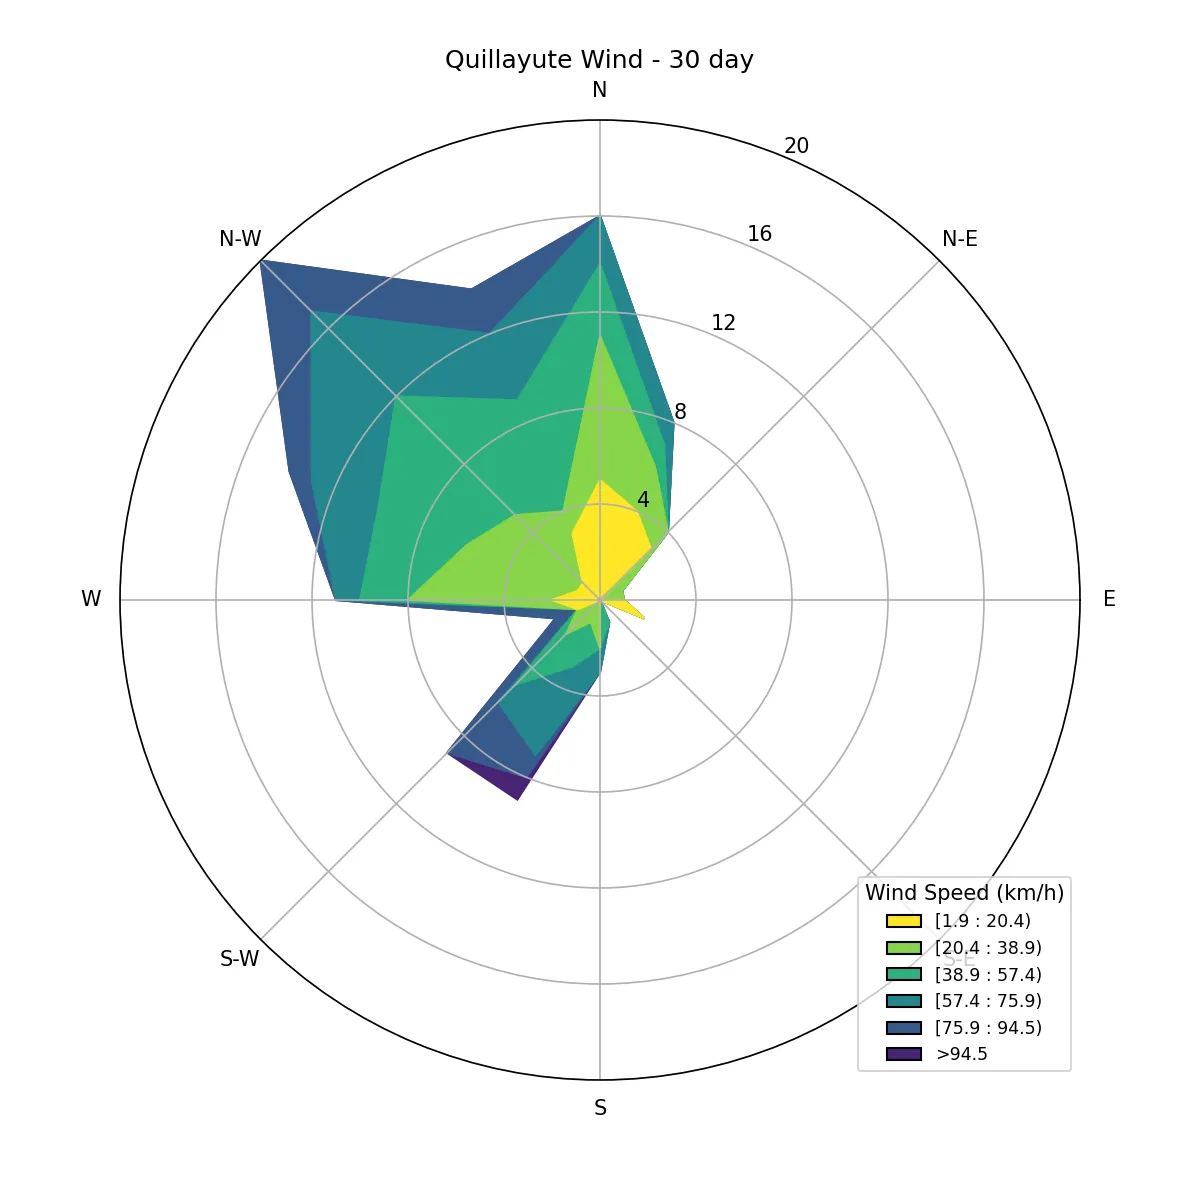 Quillayute Wind - 30 day
N
20
16
N-W
N-E
12
8
4
W
E
Wind Speed (km/h)
[1.9 : 20.4)
[20.4 : 38.9)
S-W
S-E
[38.9 : 57.4)
[57.4 : 75.9)
[75.9 : 94.5)
>94.5
S